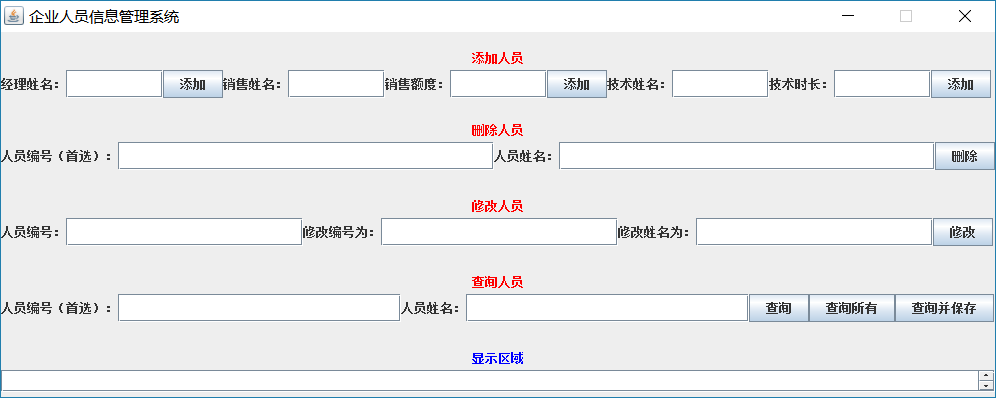 企业人员信息管理系统
添加人员
经理姓名： 添加 销售姓名： 销售额度： 添加 技术姓名： 技术时长： 添加
删除人员
人员编号（首选）： 人员姓名： 删除
修改人员
人员编号： 修改编号为： 修改姓名为： 修改
查询人员
人员编号（首选）： 人员姓名： 查询 查询所有 查询并保存
显示区域